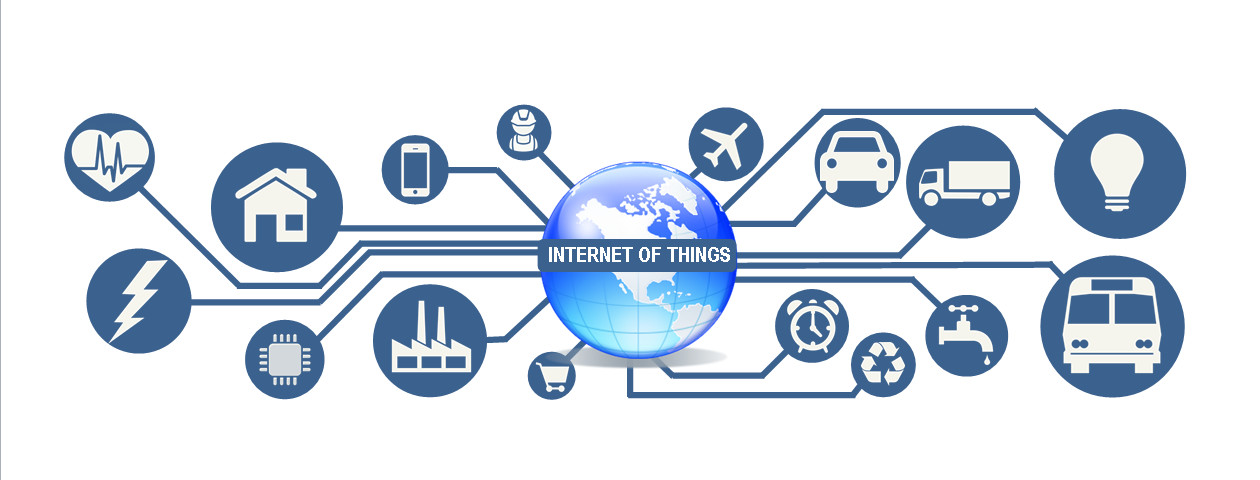 INTERNET OF THINGS